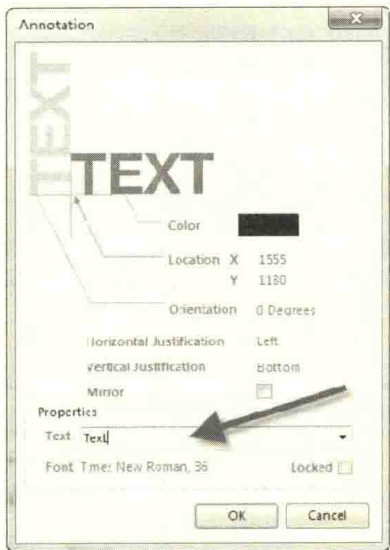 Annotation
TEXT
TEXT
Color
Location X 1555
Y 1180
Orientation 0 Degrees
Horizontal Justification Left
Vertical Justification Bottom
Mirror
Properties
Text Text
Font Times New Roman, 36 Locked
OK Cancel